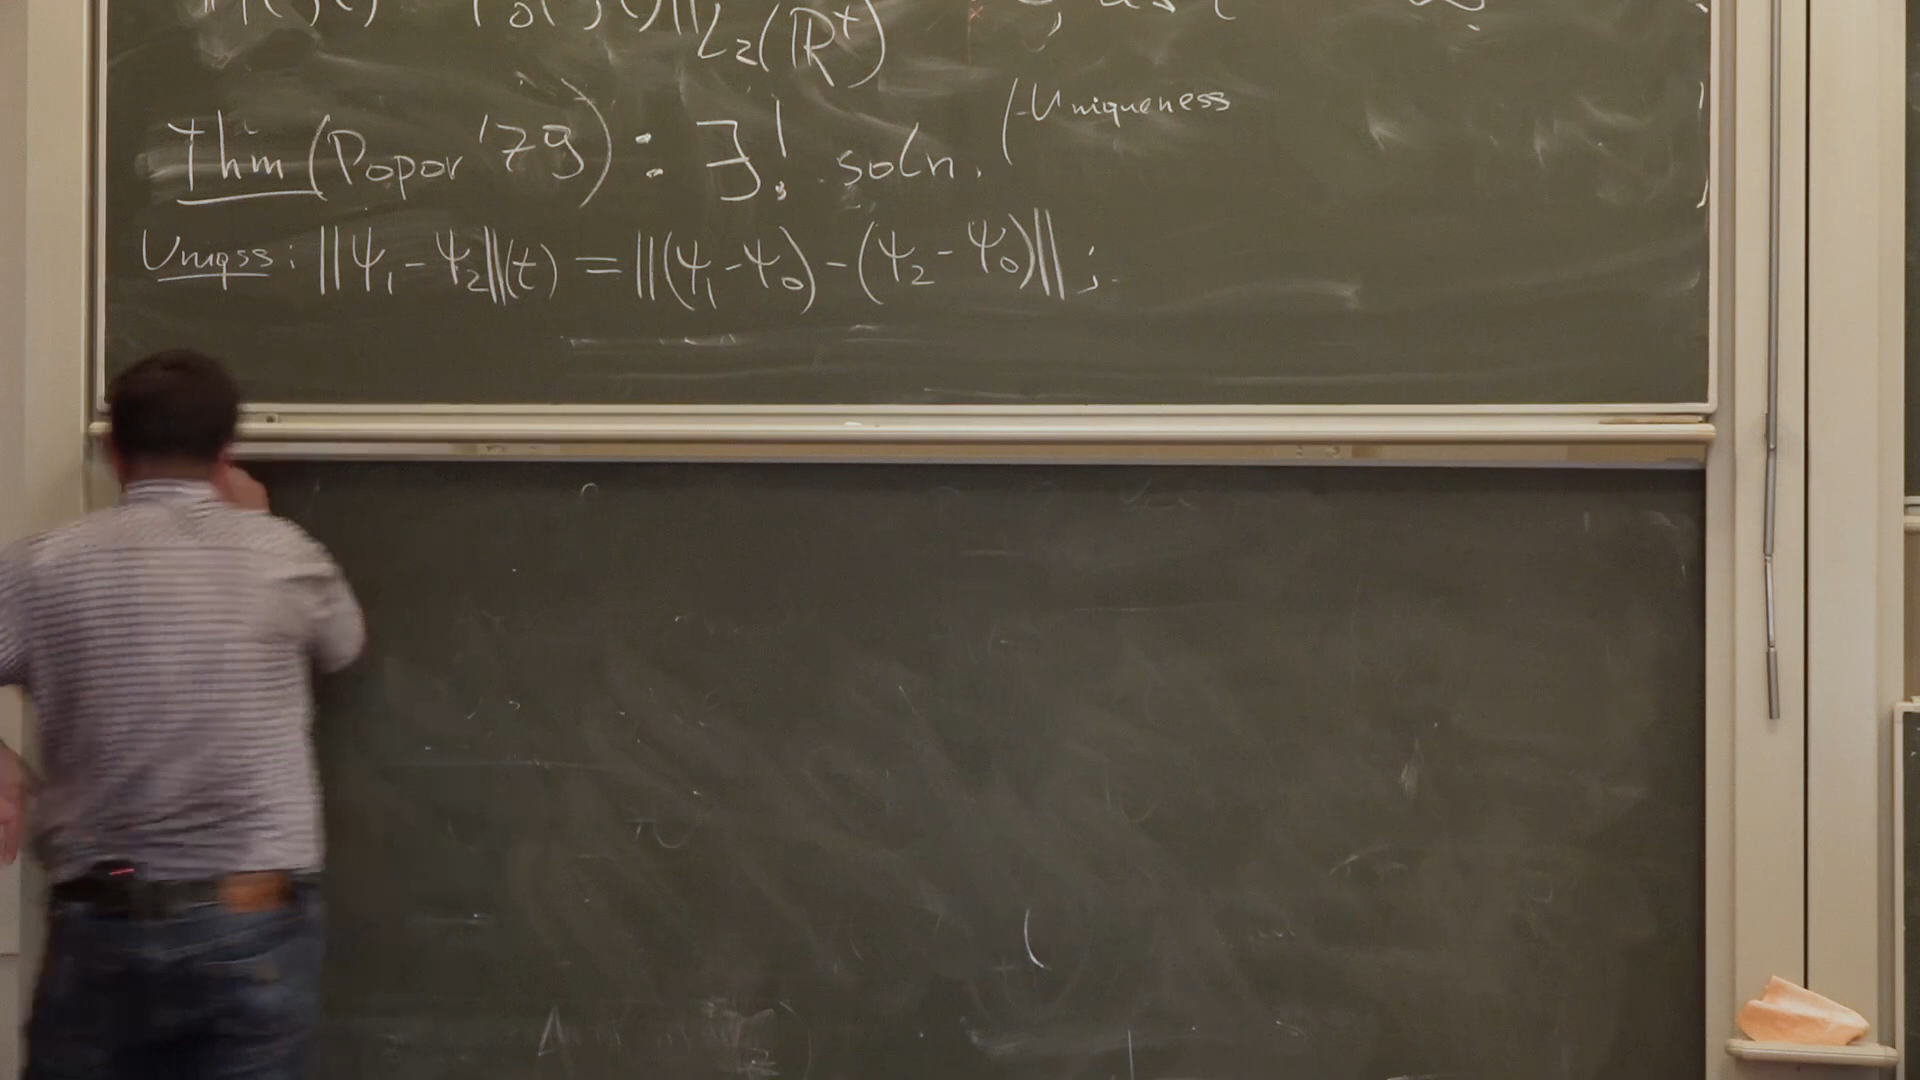 L₂(ℝ⁺)
Thm (Popov '79) : ∃! soln. (-Uniqueness
Uniqss: ||ψ₁-ψ₂||(t) = ||(ψ₁-ψ₀)-(ψ₂-ψ₀)|| ;